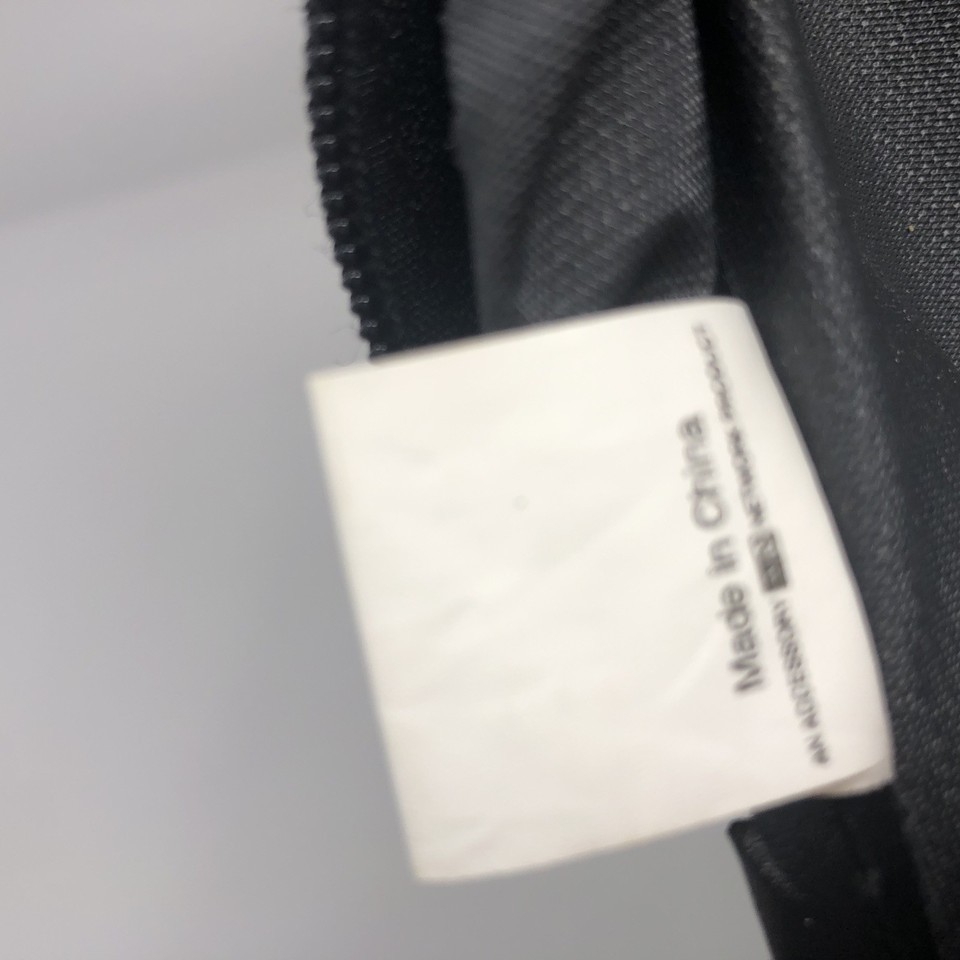 Made in China
AN ACCESSORY NETWORK PRODUCT